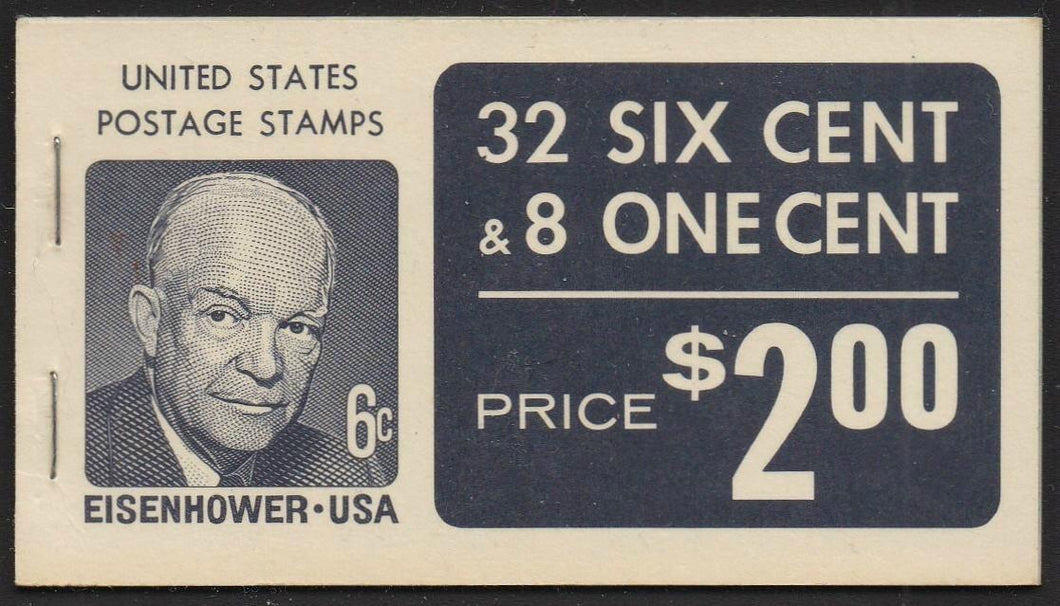 UNITED STATES
POSTAGE STAMPS
6c
EISENHOWER·USA
32 SIX CENT
& 8 ONE CENT
PRICE $2.00